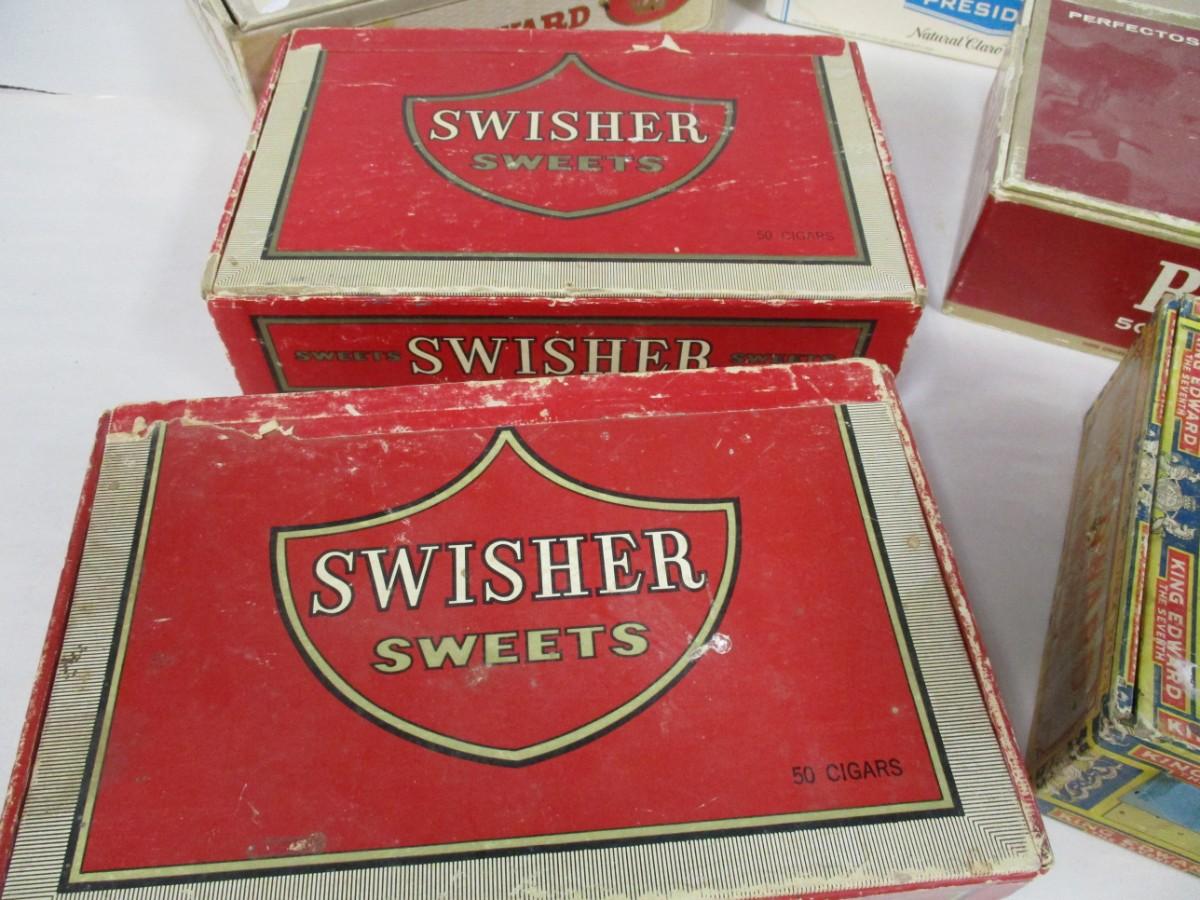 PRESID
Natural Claro
PERFECTOS
SWISHER
SWEETS
50 CIGARS
SWEETS SWISHER SWEETS
SWISHER
SWEETS
50 CIGARS
KING EDWARD
THE SEVENTH
KING EDWARD
THE SEVENTH